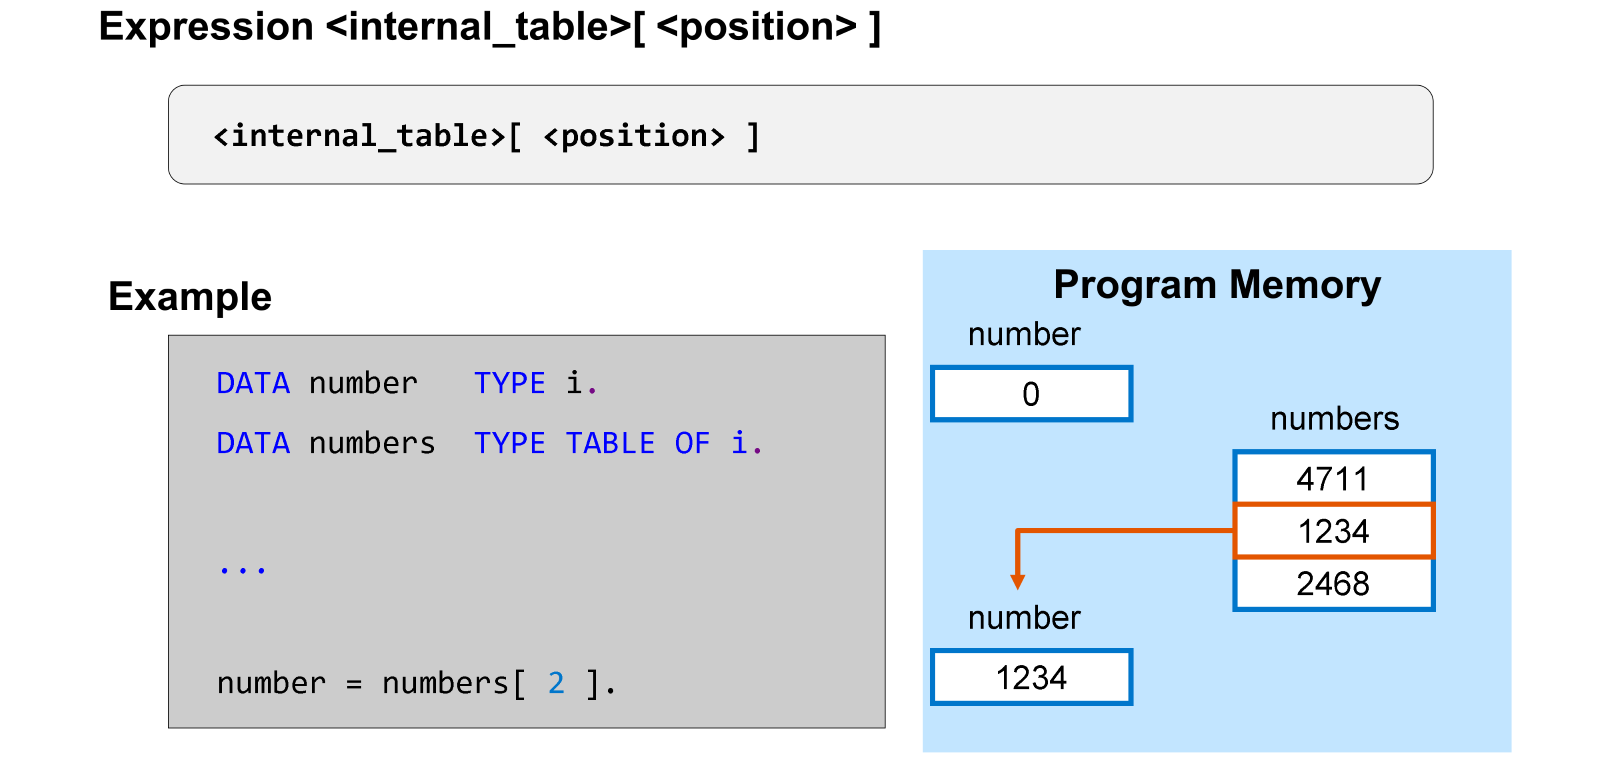 Expression <internal_table>[ <position> ]
<internal_table>[ <position> ]
Example
DATA number TYPE i.
DATA numbers TYPE TABLE OF i.
...
number = numbers[ 2 ].
Program Memory
number
0
numbers
4711
1234
2468
number
1234